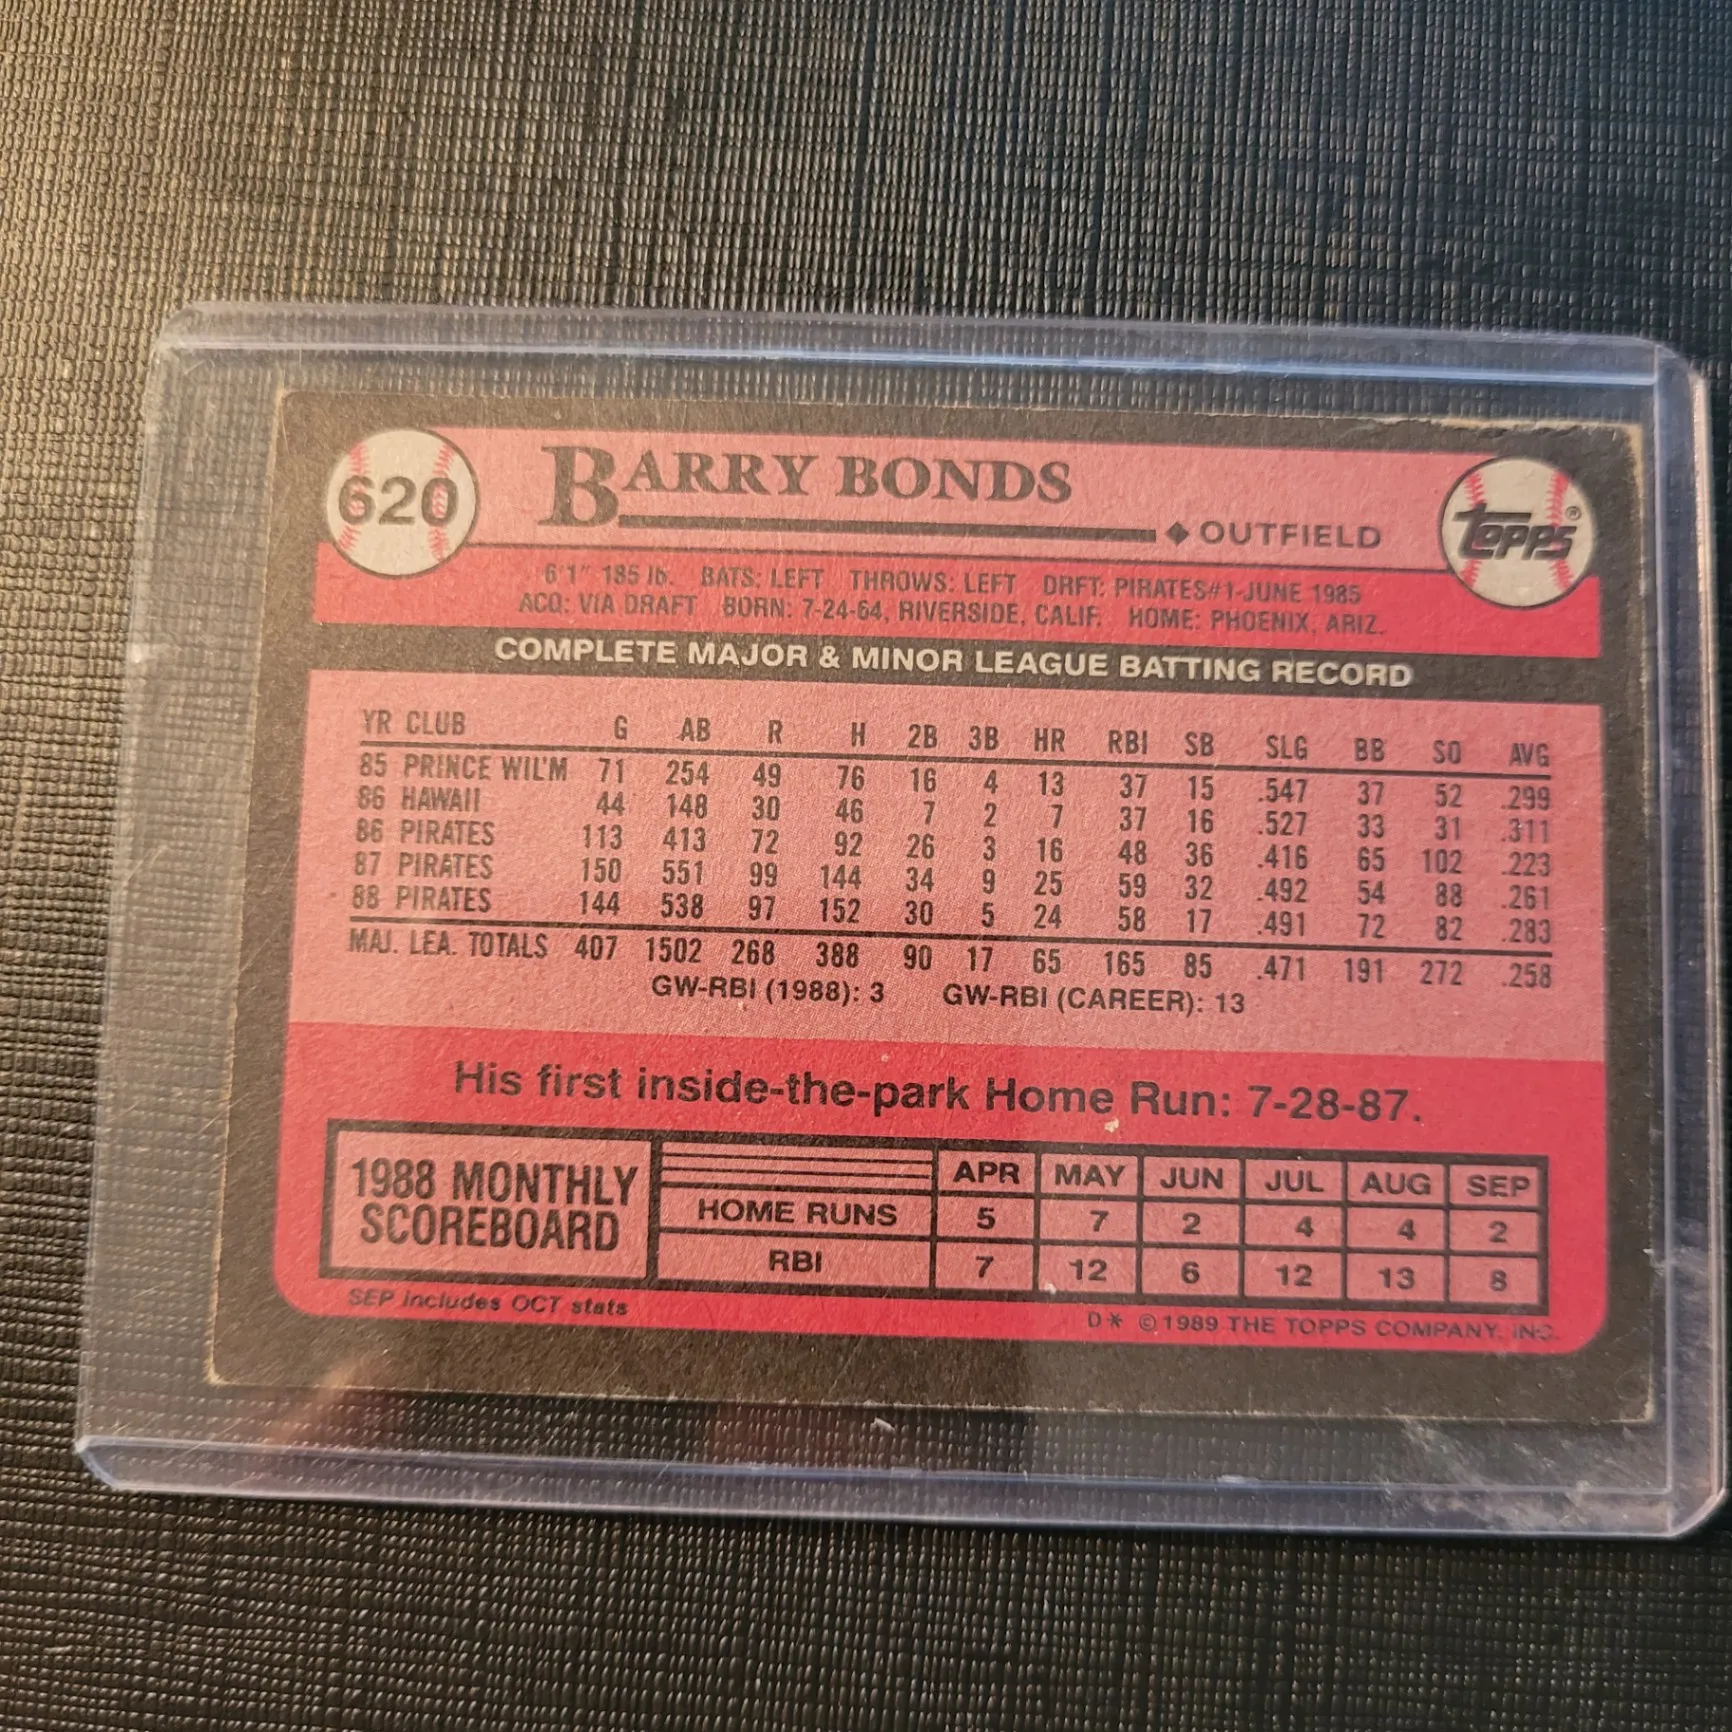 620
BARRY BONDS
◆ OUTFIELD
TOPPS®
6'1" 185 lb. BATS: LEFT THROWS: LEFT DRFT: PIRATES#1-JUNE 1985
ACQ: VIA DRAFT BORN: 7-24-64, RIVERSIDE, CALIF. HOME: PHOENIX, ARIZ.
COMPLETE MAJOR & MINOR LEAGUE BATTING RECORD
YR CLUB G AB R H 2B 3B HR RBI SB SLG BB SO AVG
85 PRINCE WIL'M 71 254 49 76 16 4 13 37 15 .547 37 52 .299
86 HAWAII 44 148 30 46 7 2 7 37 16 .527 33 31 .311
86 PIRATES 113 413 72 92 26 3 16 48 36 .416 65 102 .223
87 PIRATES 150 551 99 144 34 9 25 59 32 .492 54 88 .261
88 PIRATES 144 538 97 152 30 5 24 58 17 .491 72 82 .283
MAJ. LEA. TOTALS 407 1502 268 388 90 17 65 165 85 .471 191 272 .258
GW-RBI (1988): 3 GW-RBI (CAREER): 13
His first inside-the-park Home Run: 7-28-87.
1988 MONTHLY
SCOREBOARD
APR MAY JUN JUL AUG SEP
HOME RUNS 5 7 2 4 4 2
RBI 7 12 6 12 13 8
SEP includes OCT stats
D* © 1989 THE TOPPS COMPANY, INC.